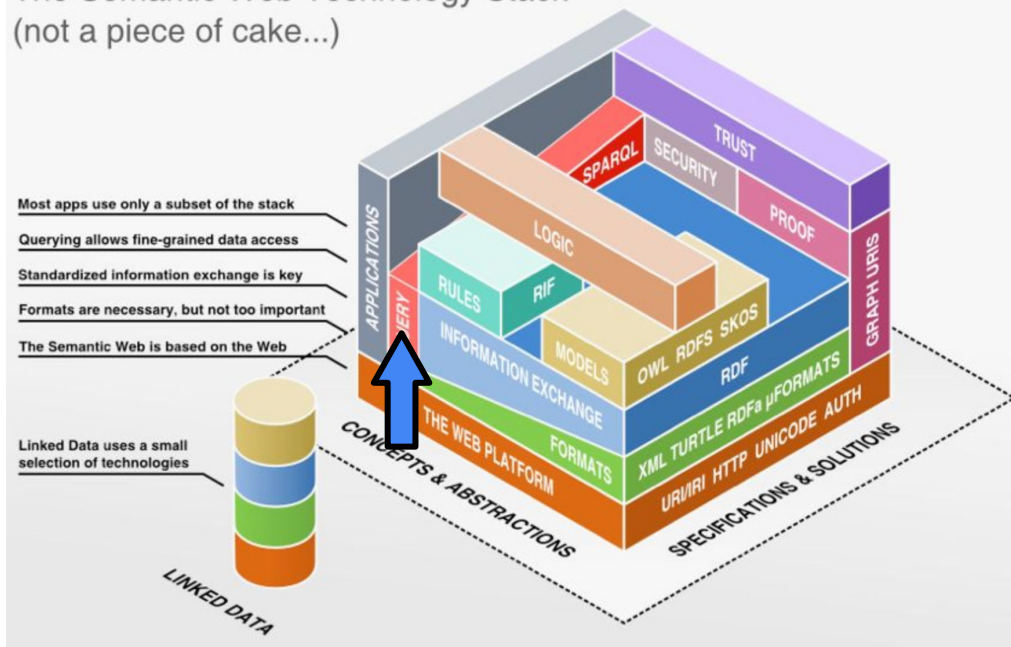 (not a piece of cake...)
Most apps use only a subset of the stack
Querying allows fine-grained data access
Standardized information exchange is key
Formats are necessary, but not too important
The Semantic Web is based on the Web
Linked Data uses a small
selection of technologies
LINKED DATA
APPLICATIONS
ERY
RULES
RIF
LOGIC
SPARQL
SECURITY
TRUST
PROOF
GRAPH URIS
INFORMATION EXCHANGE
MODELS
OWL RDFS SKOS
RDF
FORMATS
XML TURTLE RDFa µFORMATS
THE WEB PLATFORM
URI/IRI HTTP UNICODE AUTH
CONCEPTS & ABSTRACTIONS
SPECIFICATIONS & SOLUTIONS